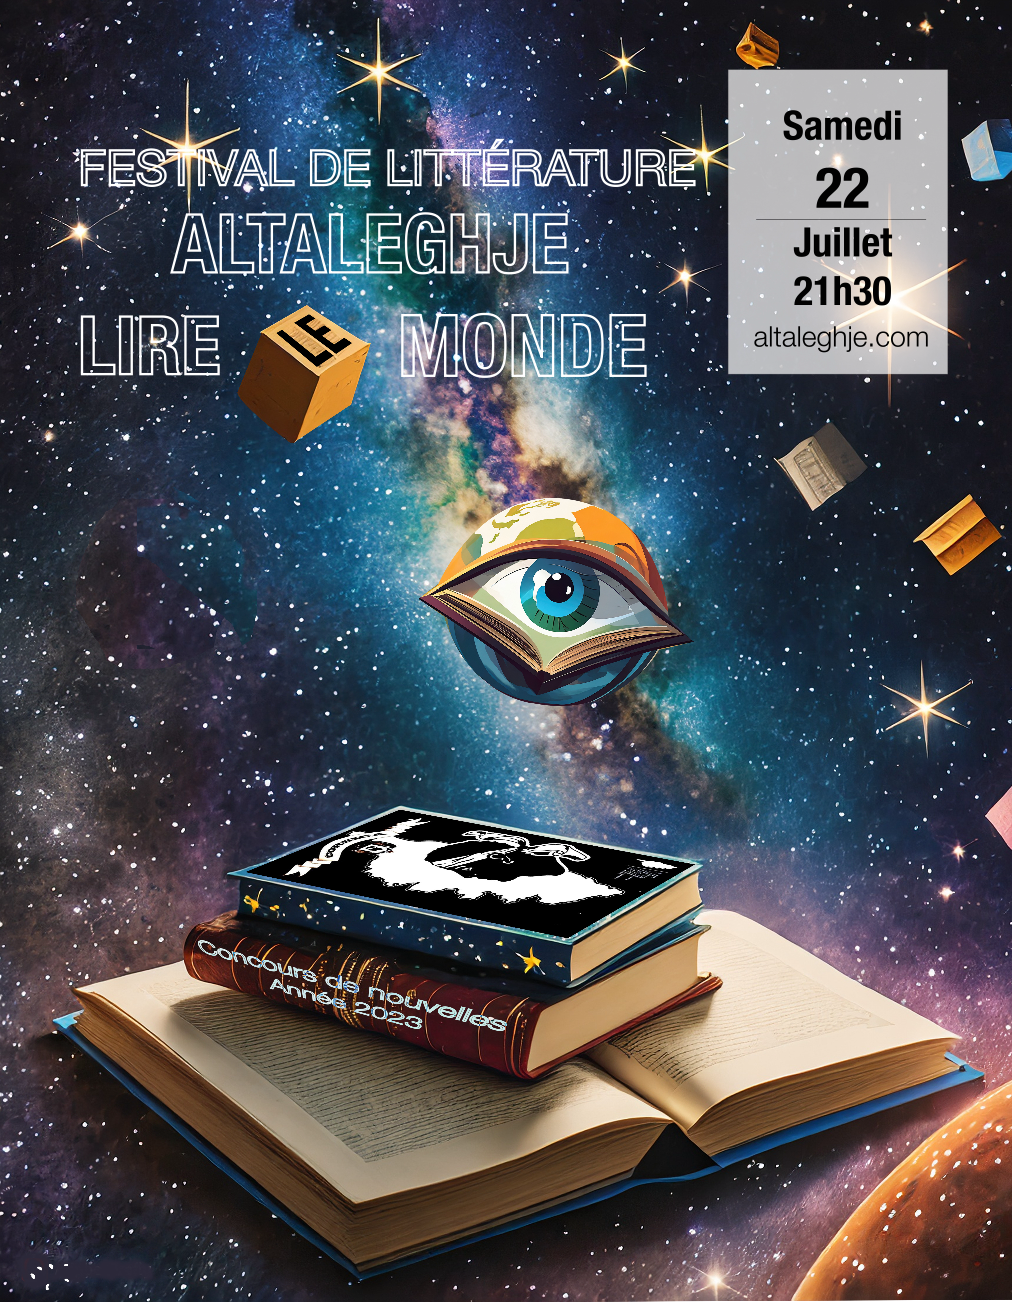 FESTIVAL DE LITTÉRATURE
ALTALEGHJE
LIRE LE MONDE
Samedi
22
Juillet
21h30
altaleghje.com
Concours de nouvelles
Année 2023